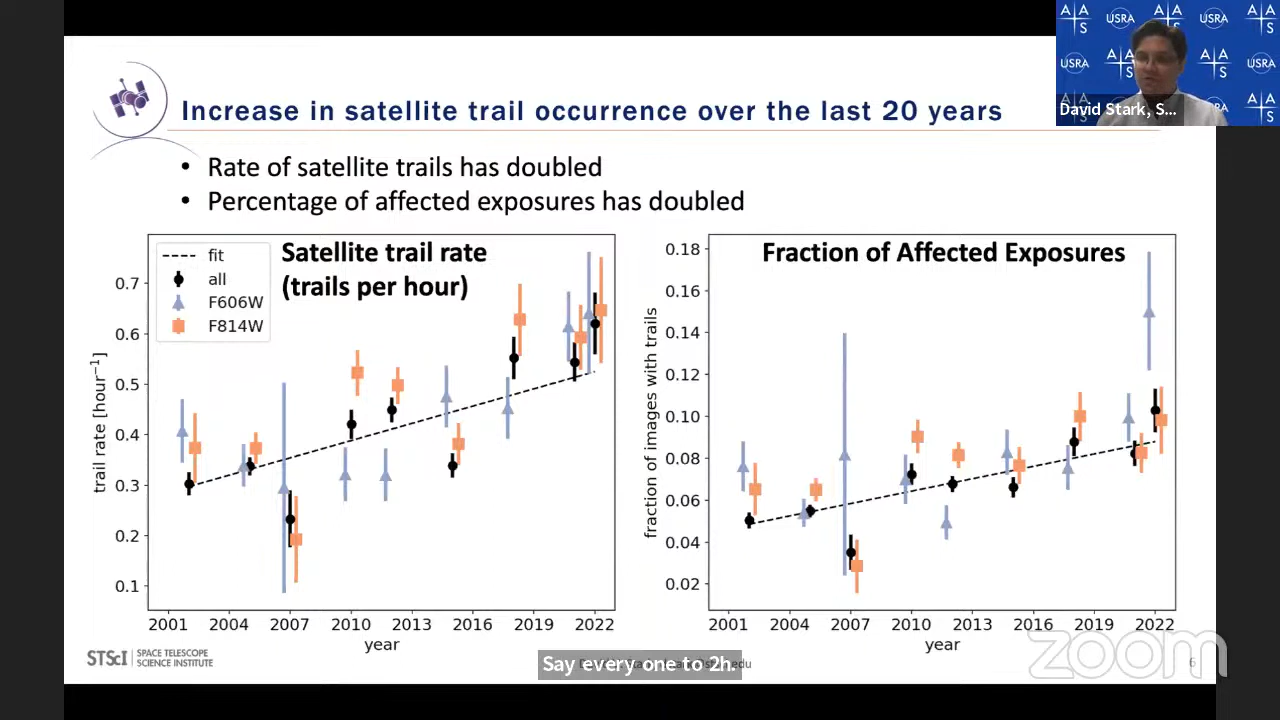 Increase in satellite trail occurrence over the last 20 years
• Rate of satellite trails has doubled
• Percentage of affected exposures has doubled
Satellite trail rate
(trails per hour)
fit
all
F606W
F814W
trail rate [hour⁻¹]
0.7
0.6
0.5
0.4
0.3
0.2
0.1
2001 2004 2007 2010 2013 2016 2019 2022
year
Fraction of Affected Exposures
fraction of images with trails
0.18
0.16
0.14
0.12
0.10
0.08
0.06
0.04
0.02
2001 2004 2007 2010 2013 2016 2019 2022
year
STScI | SPACE TELESCOPE
SCIENCE INSTITUTE
Say every one to 2h.
6
zoom
A A S
USRA
A A S
USRA
A A S
USRA
A A S
A A S
USRA
A A S
David Stark, S...